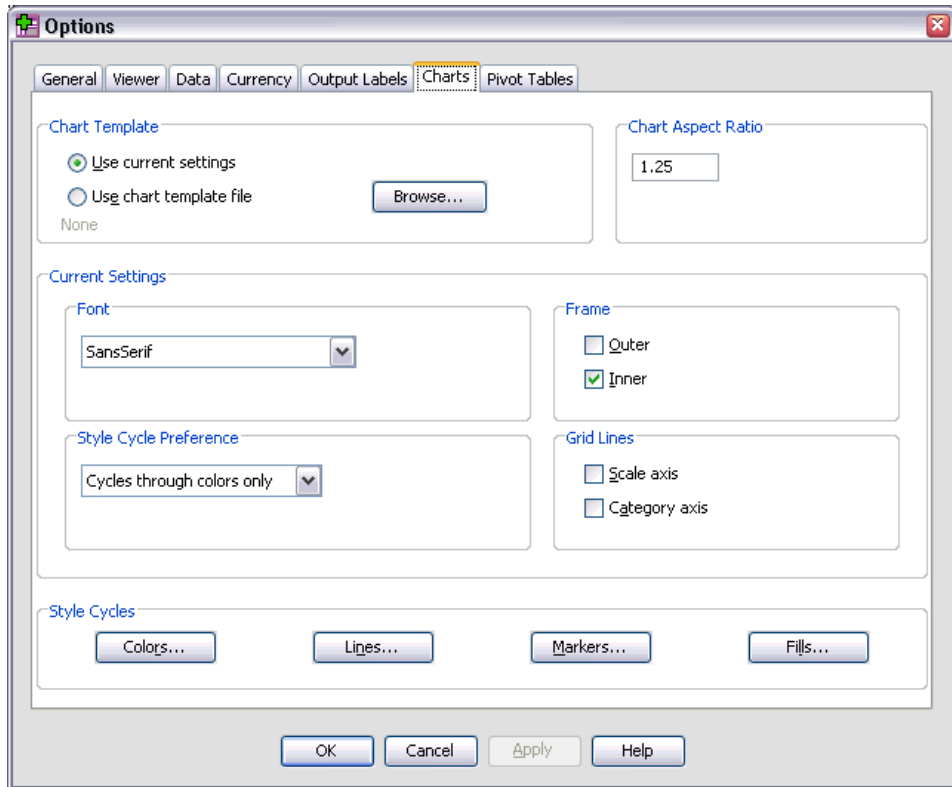 Options
General Viewer Data Currency Output Labels Charts Pivot Tables
Chart Template
Use current settings
Use chart template file
Browse...
None
Chart Aspect Ratio
1.25
Current Settings
Font
SansSerif
Frame
Outer
Inner
Style Cycle Preference
Cycles through colors only
Grid Lines
Scale axis
Category axis
Style Cycles
Colors... Lines... Markers... Fills...
OK Cancel Apply Help